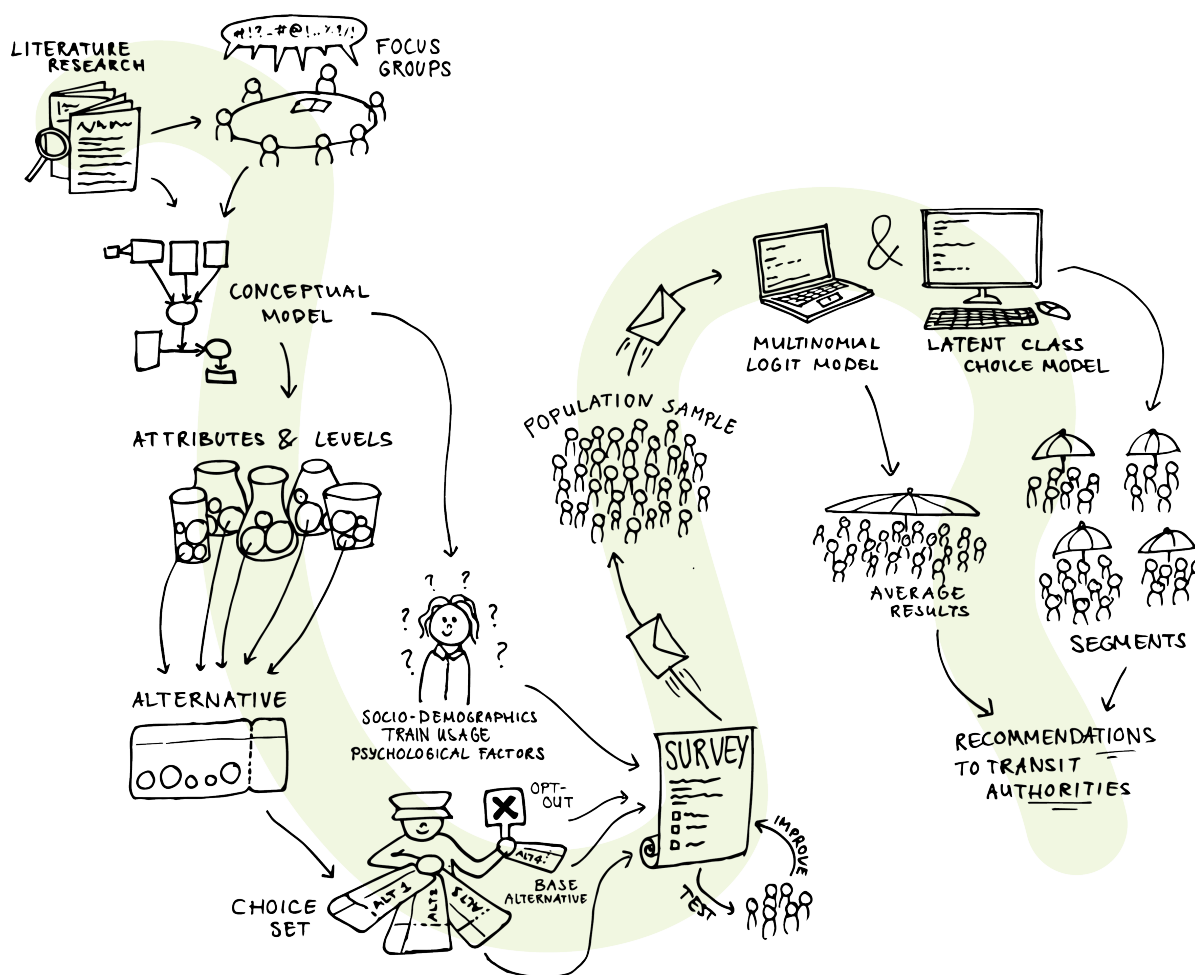 LITERATURE
RESEARCH
#!?-#@!..%?/!
FOCUS
GROUPS
CONCEPTUAL
MODEL
ATTRIBUTES & LEVELS
ALTERNATIVE
? ? ? ? ? ?
SOCIO-DEMOGRAPHICS
TRAIN USAGE
PSYCHOLOGICAL FACTORS
CHOICE
SET
ALT 1
ALT 2
ALT 3
ALT4
OPT-
OUT
BASE
ALTERNATIVE
SURVEY
TEST
IMPROVE
POPULATION SAMPLE
&
MULTINOMIAL
LOGIT MODEL
LATENT CLASS
CHOICE MODEL
AVERAGE
RESULTS
SEGMENTS
RECOMMENDATIONS
TO TRANSIT
AUTHORITIES